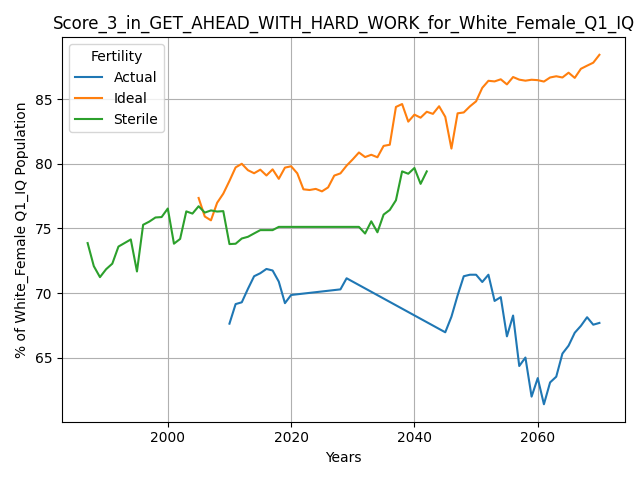 Score_3_in_GET_AHEAD_WITH_HARD_WORK_for_White_Female_Q1_IQ
Fertility
Actual
Ideal
Sterile
% of White_Female Q1_IQ Population
85
80
75
70
65
2000
2020
2040
2060
Years